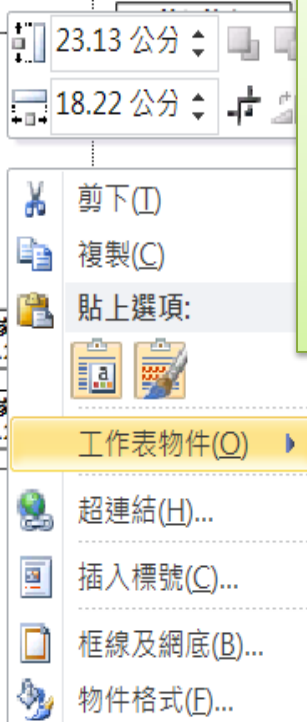 23.13 公分
18.22 公分
剪下(T)
複製(C)
貼上選項:
工作表物件(O)
超連結(H)...
插入標號(C)...
框線及網底(B)...
物件格式(F)...